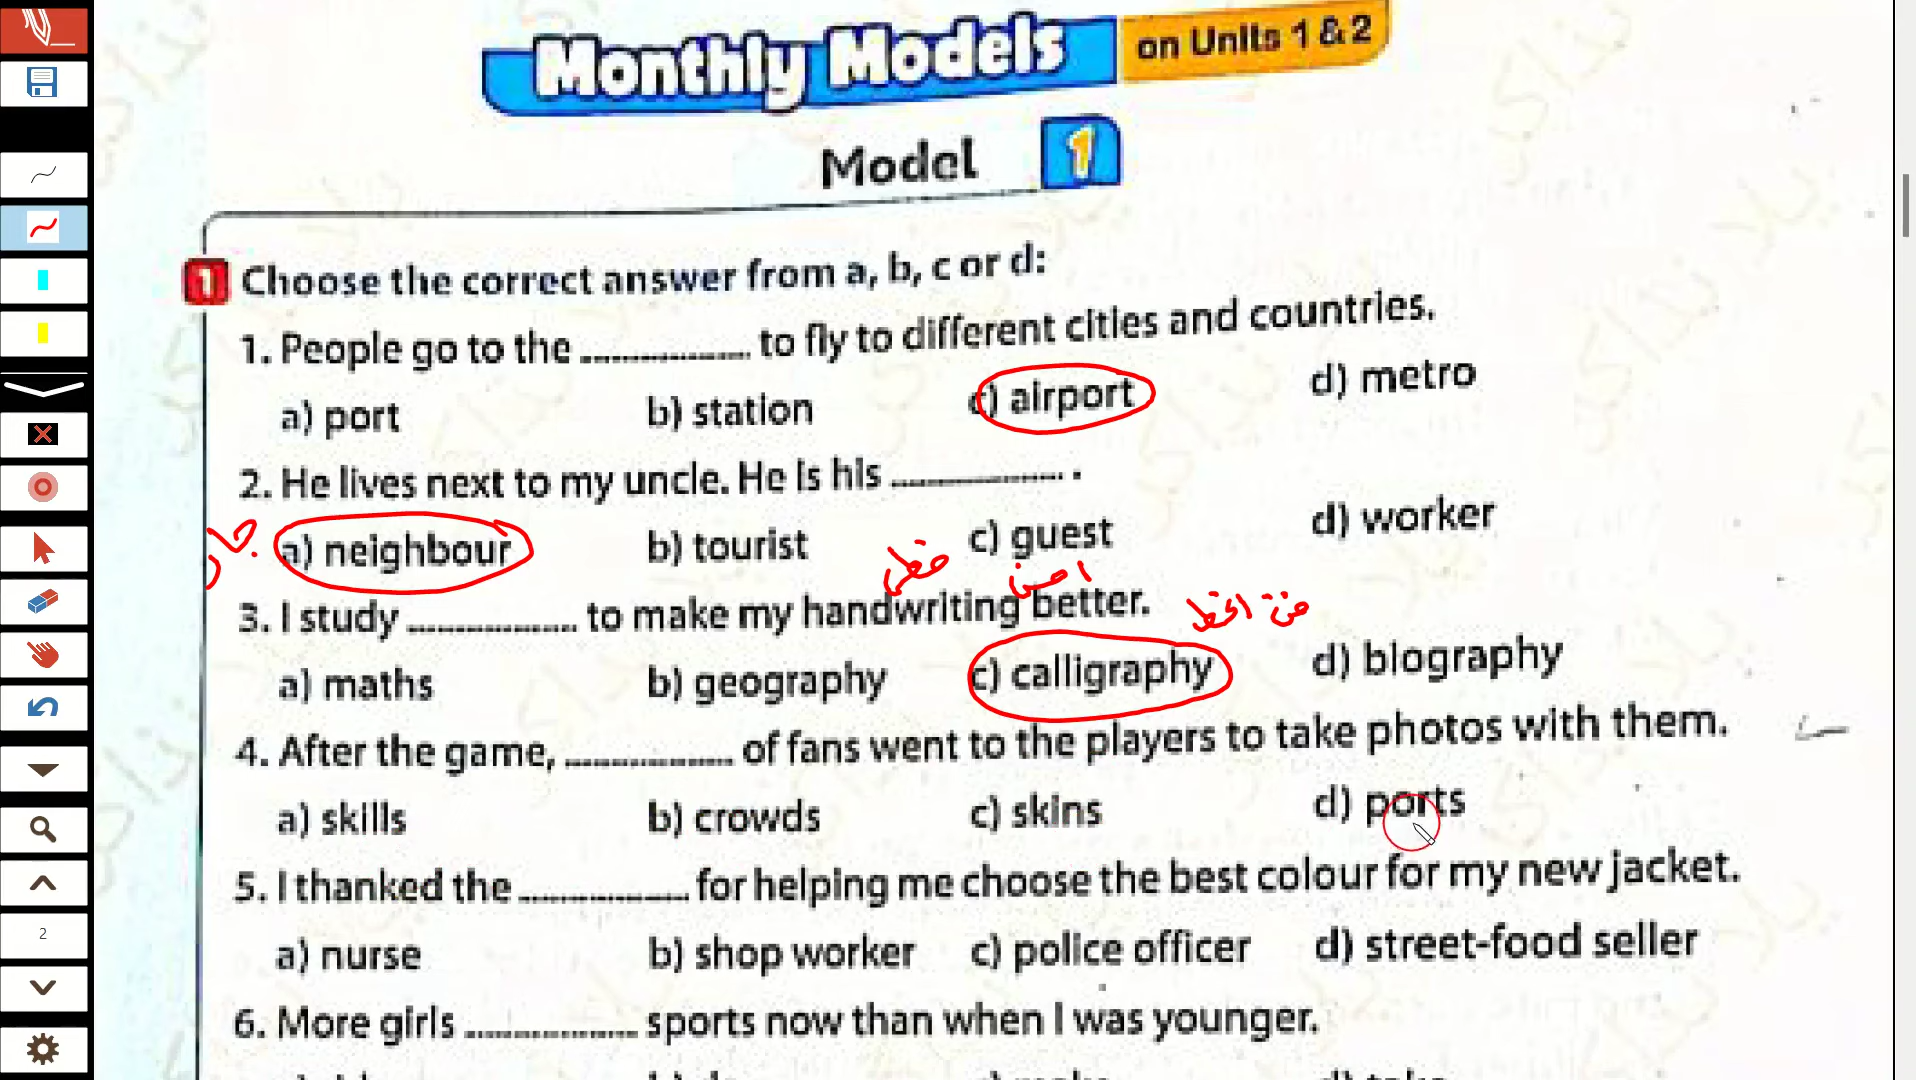 Monthly Models on Units 1 & 2
Model 1
1 Choose the correct answer from a, b, c or d:
1. People go to the .................... to fly to different cities and countries.
a) port b) station c) airport d) metro
2. He lives next to my uncle. He is his .................... .
جار
a) neighbour b) tourist c) guest d) worker
خطي احسن
3. I study .................... to make my handwriting better.
فن الخط
a) maths b) geography c) calligraphy d) biography
4. After the game, .................... of fans went to the players to take photos with them.
a) skills b) crowds c) skins d) ports
5. I thanked the .................... for helping me choose the best colour for my new jacket.
a) nurse b) shop worker c) police officer d) street-food seller
6. More girls .................... sports now than when I was younger.
2